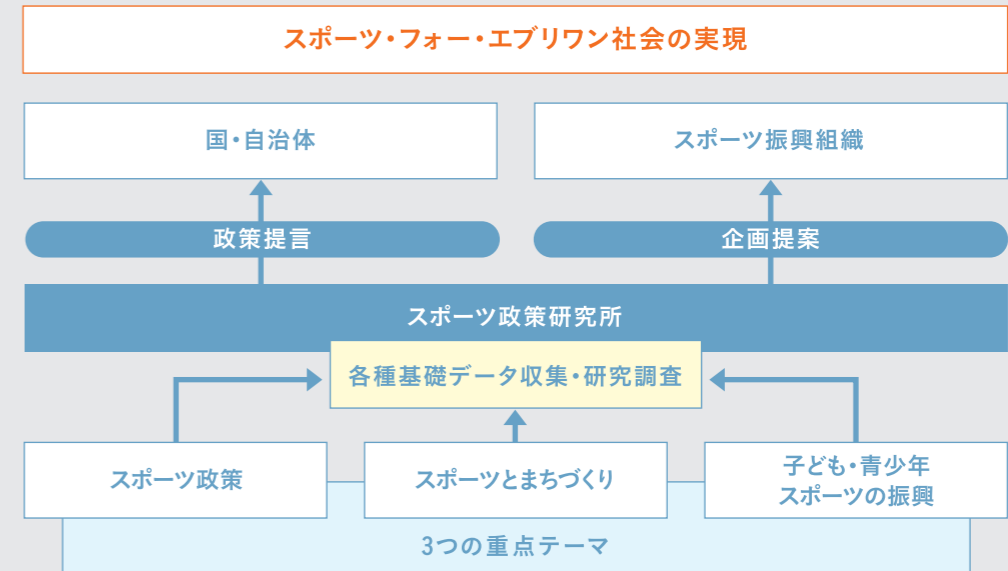 スポーツ・フォー・エブリワン社会の実現
国・自治体
スポーツ振興組織
政策提言
企画提案
スポーツ政策研究所
各種基礎データ収集・研究調査
スポーツ政策
スポーツとまちづくり
子ども・青少年
スポーツの振興
3つの重点テーマ